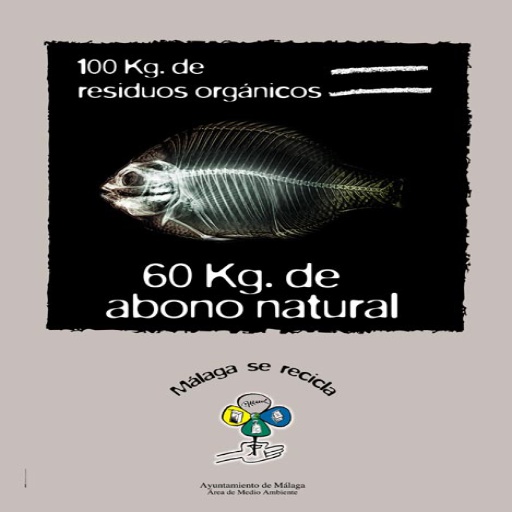 100 Kg. de
residuos orgánicos =
60 Kg. de
abono natural
Málaga se recicla
Ayuntamiento de Málaga
Área de Medio Ambiente